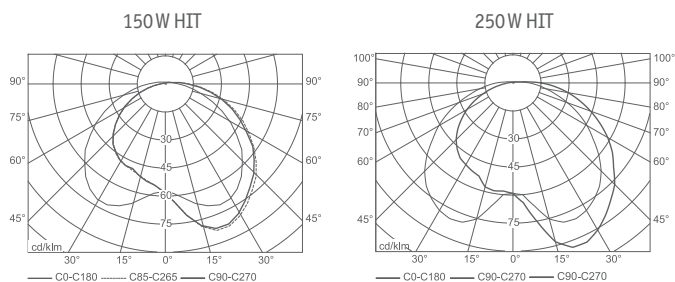 150 W HIT
90° 90°
75° 75°
60° 60°
45° 45°
30
45
60
75
cd/klm
30° 15° 0° 15° 30°
C0-C180 C85-C265 C90-C270
250 W HIT
100° 100°
90° 90°
80° 80°
70° 70°
60° 60°
45° 45°
30
45
75
cd/klm
30° 15° 0° 15° 30°
C0-C180 C90-C270 C90-C270